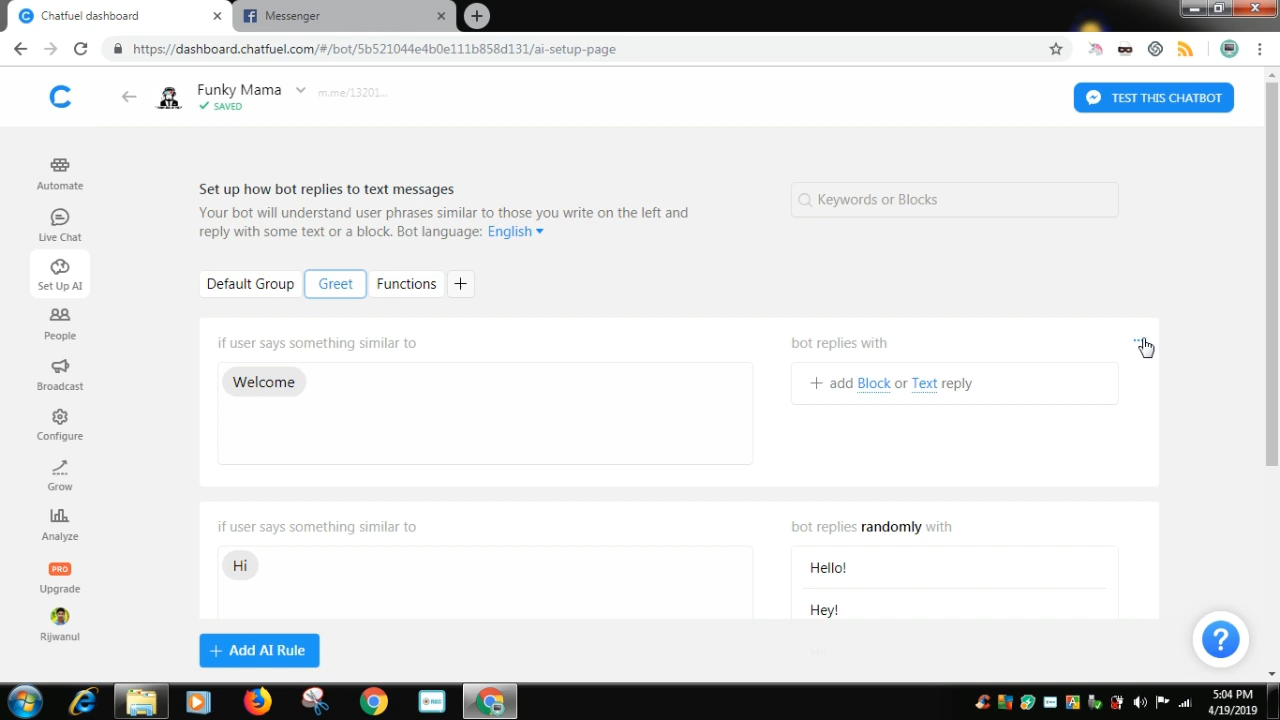 Chatfuel dashboard
Messenger
https://dashboard.chatfuel.com/#/bot/5b521044e4b0e111b858d131/ai-setup-page
Funky Mama
m.me/13201...
SAVED
TEST THIS CHATBOT
Automate
Live Chat
Set Up AI
People
Broadcast
Configure
Grow
Analyze
PRO
Upgrade
Rijwanul
Set up how bot replies to text messages
Your bot will understand user phrases similar to those you write on the left and
reply with some text or a block. Bot language: English
Keywords or Blocks
Default Group Greet Functions +
if user says something similar to
Welcome
bot replies with
+ add Block or Text reply
if user says something similar to
Hi
bot replies randomly with
Hello!
Hey!
+ Add AI Rule
?
REC
5:04 PM
4/19/2019